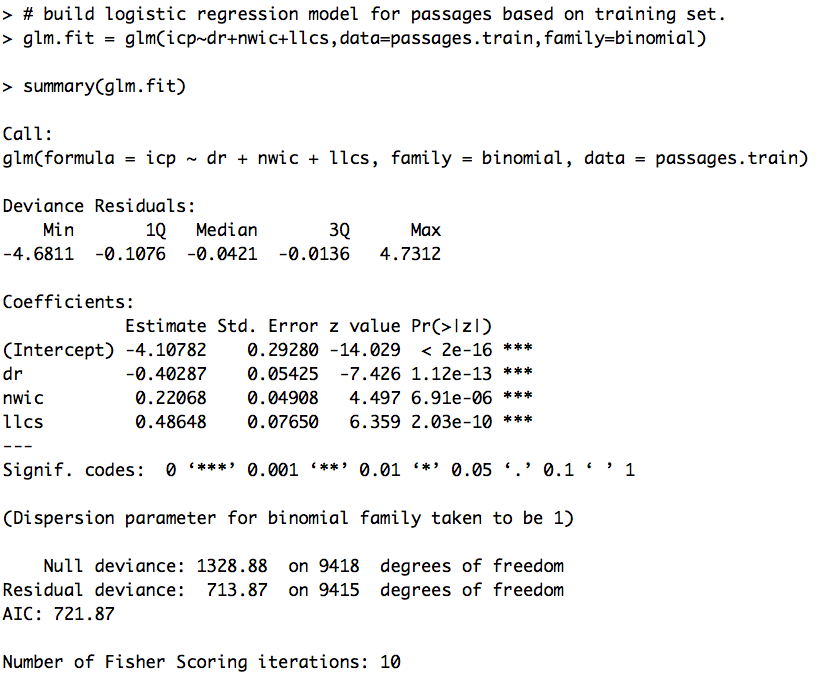 > # build logistic regression model for passages based on training set.
> glm.fit = glm(icp~dr+nwic+llcs,data=passages.train,family=binomial)
> summary(glm.fit)
Call:
glm(formula = icp ~ dr + nwic + llcs, family = binomial, data = passages.train)
Deviance Residuals:
    Min       1Q   Median       3Q      Max
-4.6811  -0.1076  -0.0421  -0.0136   4.7312
Coefficients:
            Estimate Std. Error z value Pr(>|z|)
(Intercept) -4.10782    0.29280 -14.029  < 2e-16 ***
dr          -0.40287    0.05425  -7.426 1.12e-13 ***
nwic         0.22068    0.04908   4.497 6.91e-06 ***
llcs         0.48648    0.07650   6.359 2.03e-10 ***
---
Signif. codes:  0 ‘***’ 0.001 ‘**’ 0.01 ‘*’ 0.05 ‘.’ 0.1 ‘ ’ 1
(Dispersion parameter for binomial family taken to be 1)
    Null deviance: 1328.88  on 9418  degrees of freedom
Residual deviance:  713.87  on 9415  degrees of freedom
AIC: 721.87
Number of Fisher Scoring iterations: 10